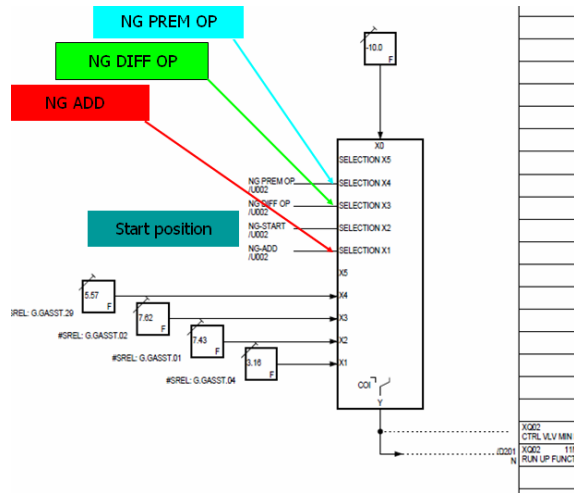 NG PREM OP
NG DIFF OP
NG ADD
-10.0
F
X0
SELECTION X5
NG PREM OP
/U002
SELECTION X4
NG DIFF OP
/U002
SELECTION X3
Start position
NG-START
/U002
SELECTION X2
NG-ADD
/U002
SELECTION X1
X5
5.57
F
X4
#SREL: G.GASST.29
7.62
F
X3
#SREL: G.GASST.02
7.43
F
X2
#SREL: G.GASST.01
3.16
F
X1
#SREL: G.GASST.04
COI
Y
XQ02
CTRL VLV MIN
/D201
N
XQ02
RUN UP FUNCT